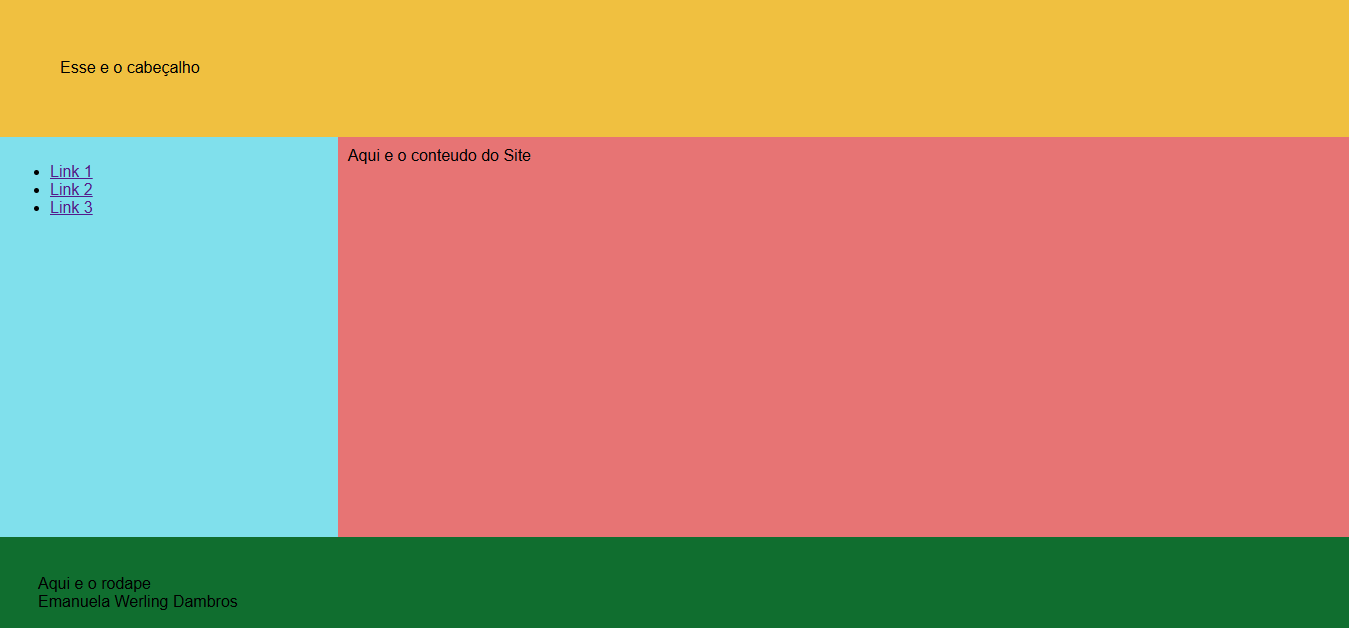 Esse e o cabeçalho
Link 1
Link 2
Link 3
Aqui e o conteudo do Site
Aqui e o rodape
Emanuela Werling Dambros